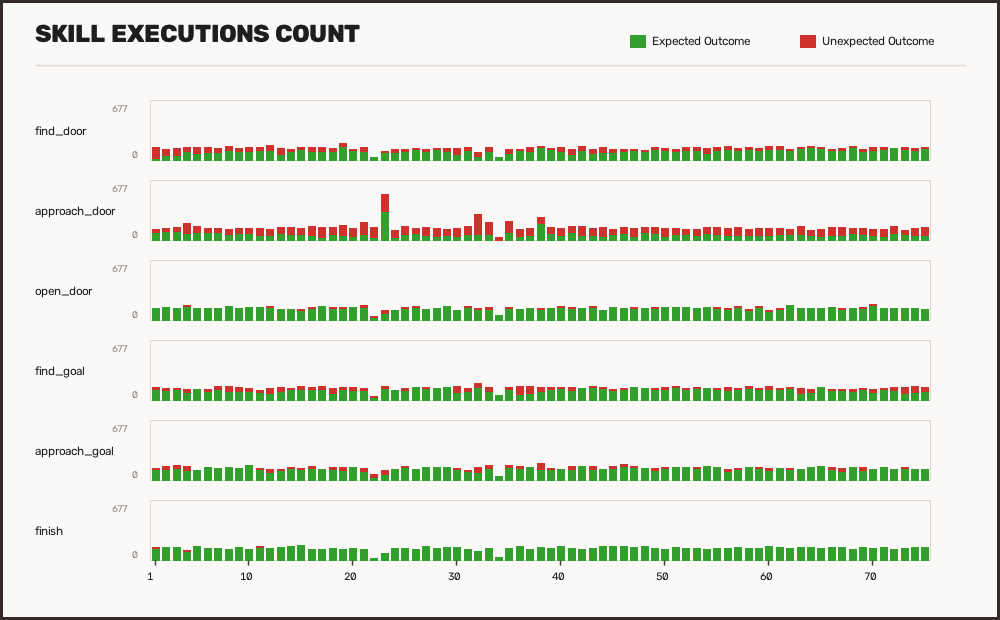 SKILL EXECUTIONS COUNT
Expected Outcome
Unexpected Outcome
677
find_door
0
677
approach_door
0
677
open_door
0
677
find_goal
0
677
approach_goal
0
677
finish
0
1 10 20 30 40 50 60 70